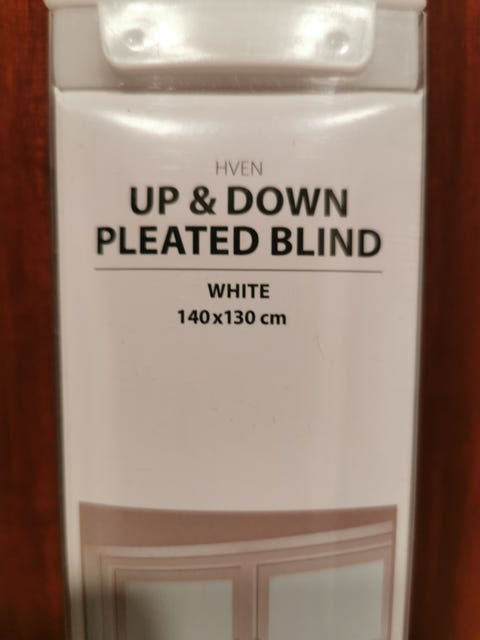 HVEN
UP & DOWN
PLEATED BLIND
WHITE
140x130 cm